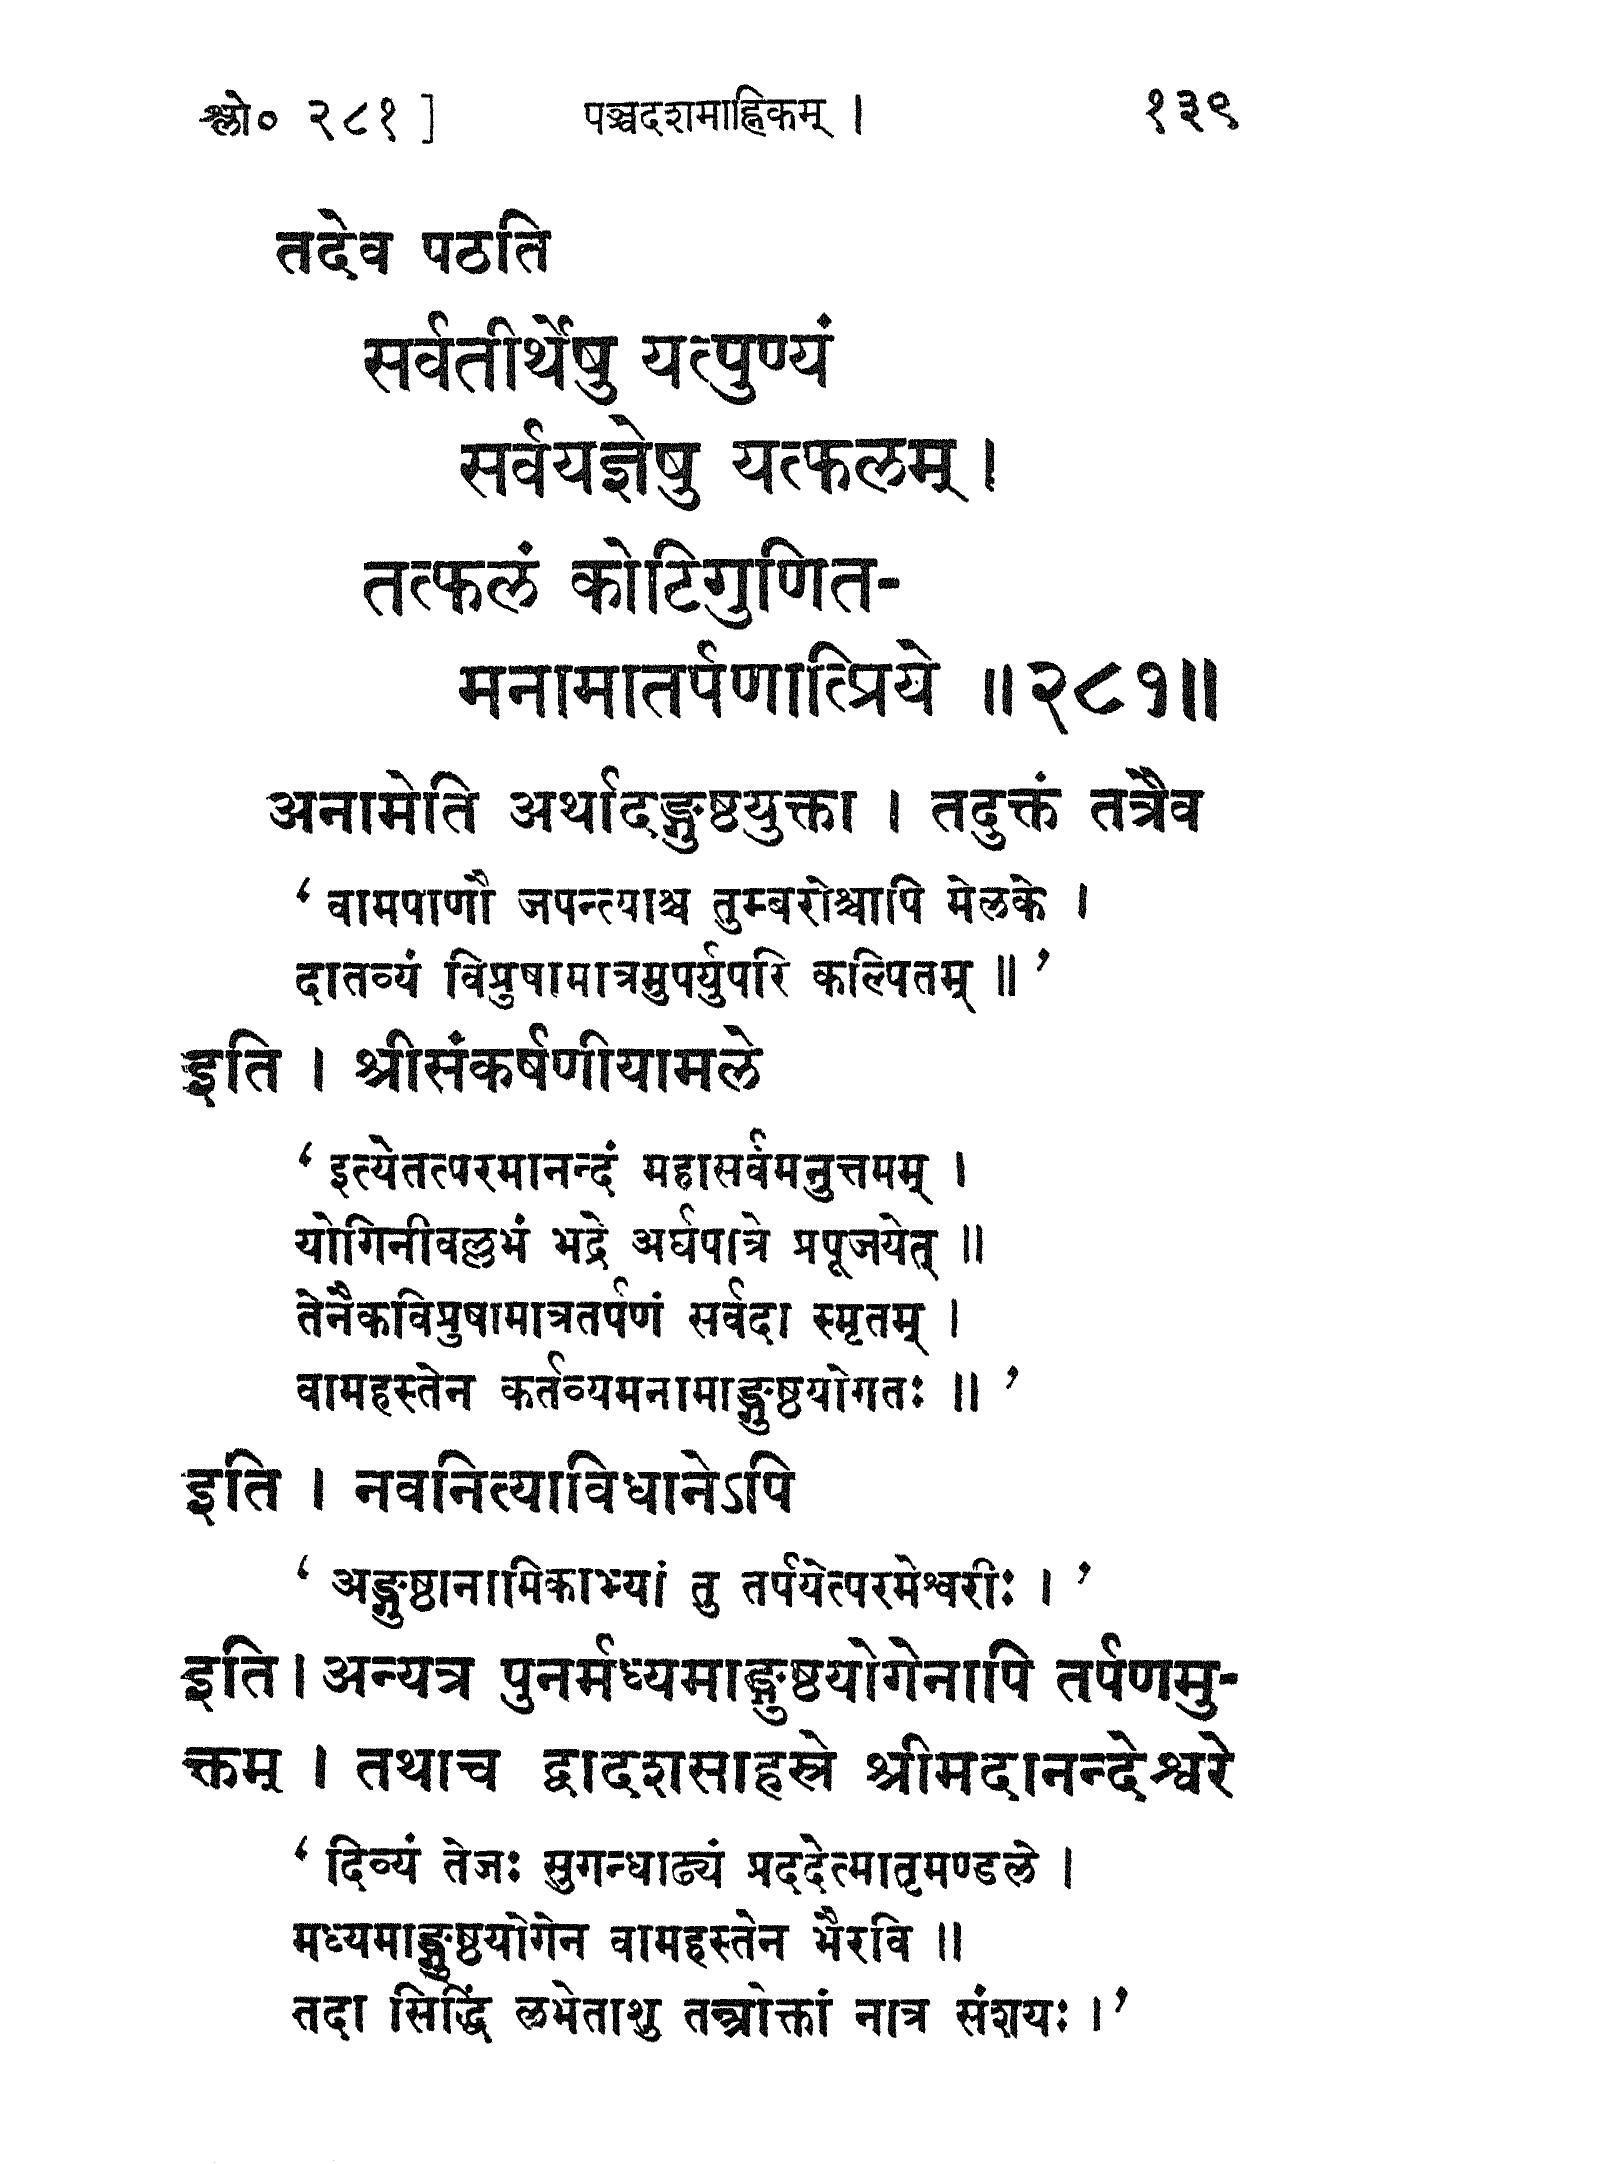 श्लो० २८१ ] पञ्चदशमाह्निकम् । १३९
तदेव पठति
सर्वतीर्थेषु यत्पुण्यं
सर्वयज्ञेषु यत्फलम् ।
तत्फलं कोटिगुणित-
मनामातर्पणात्प्रिये ॥ २८१ ॥
अनामेति अर्थादङ्गुष्ठयुक्ता । तदुक्तं तत्रैव
‘ वामपाणौ जपन्त्याश्च तुम्बरोश्चापि मेलके ।
दातव्यं विप्रुषामात्रमुपर्युपरि कल्पितम् ॥ ’
इति । श्रीसंकर्षणीयामले
‘ इत्येतत्परमानन्दं महासर्वमनुत्तमम् ।
योगिनीवल्लभं भद्रे अर्घपात्रे प्रपूजयेत् ॥
तेनैकविप्रुषामात्रतर्पणं सर्वदा स्मृतम् ।
वामहस्तेन कर्तव्यमनामाङ्गुष्ठयोगतः ॥ ’
इति । नवनित्याविधानेऽपि
‘ अङ्गुष्ठानामिकाभ्यां तु तर्पयेत्परमेश्वरीः । ’
इति । अन्यत्र पुनर्मध्यमाङ्गुष्ठयोगेनापि तर्पणमु-
क्तम् । तथाच द्वादशसाहस्रे श्रीमदानन्देश्वरे
‘ दिव्यं तेजः सुगन्धाढ्यं प्रददेत्मातृमण्डले ।
मध्यमाङ्गुष्ठयोगेन वामहस्तेन भैरवि ॥
तदा सिद्धिं लभेताशु तन्त्रोक्तां नात्र संशयः । ’